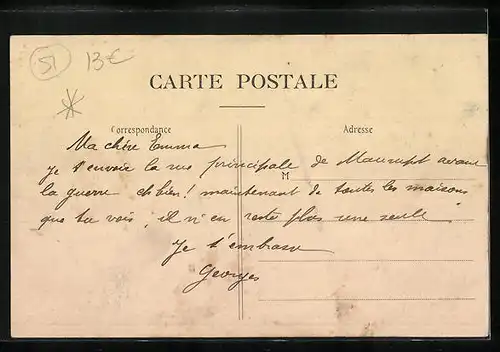 51 13€
CARTE POSTALE
Correspondance Adresse
Ma chère Emma
je t'envoie la rue principale de Maurupt avant
la guerre eh bien! maintenant de toutes les maisons
M
que tu vois, il n'en reste plus une seule
Je t'embrasse
Georges